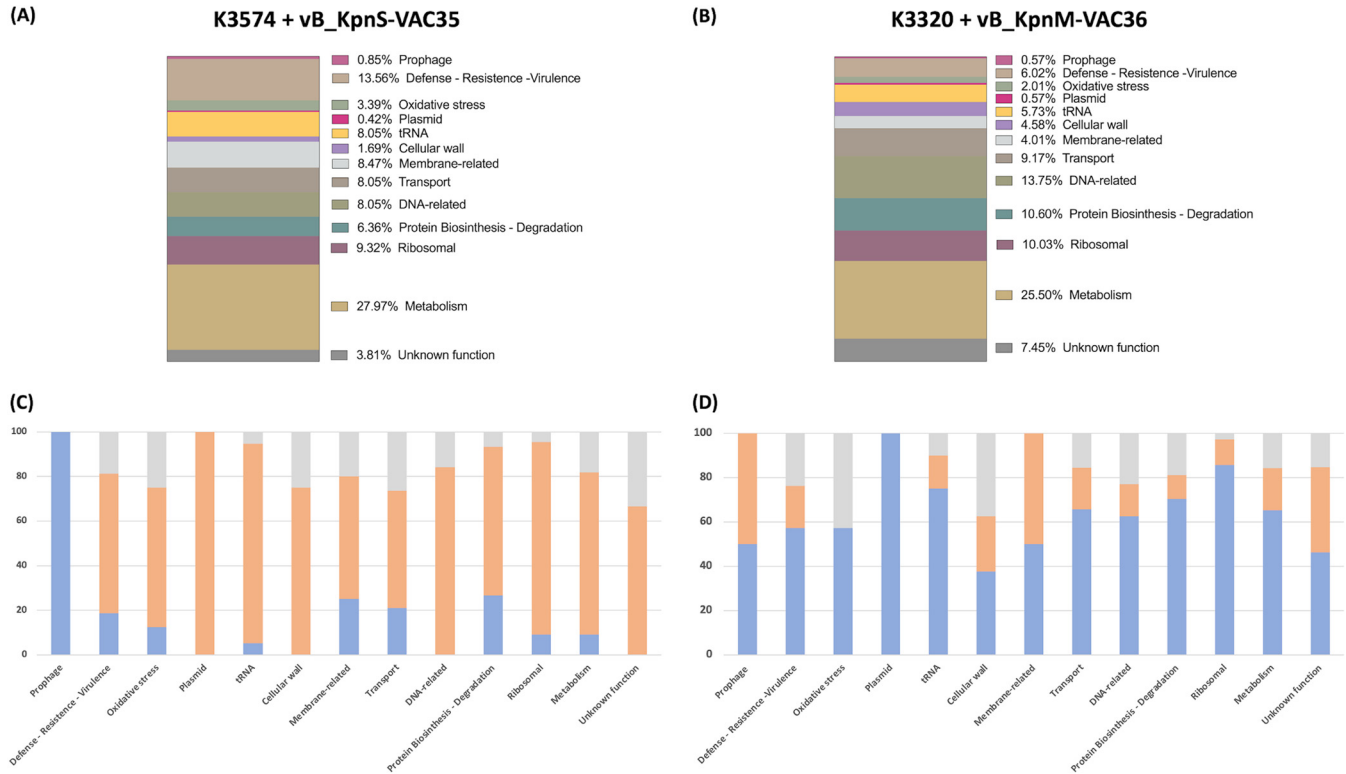 (A)
K3574 + vB_KpnS-VAC35
0.85% Prophage
13.56% Defense - Resistence -Virulence
3.39% Oxidative stress
0.42% Plasmid
8.05% tRNA
1.69% Cellular wall
8.47% Membrane-related
8.05% Transport
8.05% DNA-related
6.36% Protein Biosinthesis - Degradation
9.32% Ribosomal
27.97% Metabolism
3.81% Unknown function
(B)
K3320 + vB_KpnM-VAC36
0.57% Prophage
6.02% Defense - Resistence -Virulence
2.01% Oxidative stress
0.57% Plasmid
5.73% tRNA
4.58% Cellular wall
4.01% Membrane-related
9.17% Transport
13.75% DNA-related
10.60% Protein Biosinthesis - Degradation
10.03% Ribosomal
25.50% Metabolism
7.45% Unknown function
(C)
100
80
60
40
20
0
Prophage
Defense - Resistence - Virulence
Oxidative stress
Plasmid
tRNA
Cellular wall
Membrane-related
Transport
DNA-related
Protein Biosinthesis - Degradation
Ribosomal
Metabolism
Unknown function
(D)
100
80
60
40
20
0
Prophage
Defense - Resistence -Virulence
Oxidative stress
Plasmid
tRNA
Cellular wall
Membrane-related
Transport
DNA-related
Protein Biosinthesis - Degradation
Ribosomal
Metabolism
Unknown function